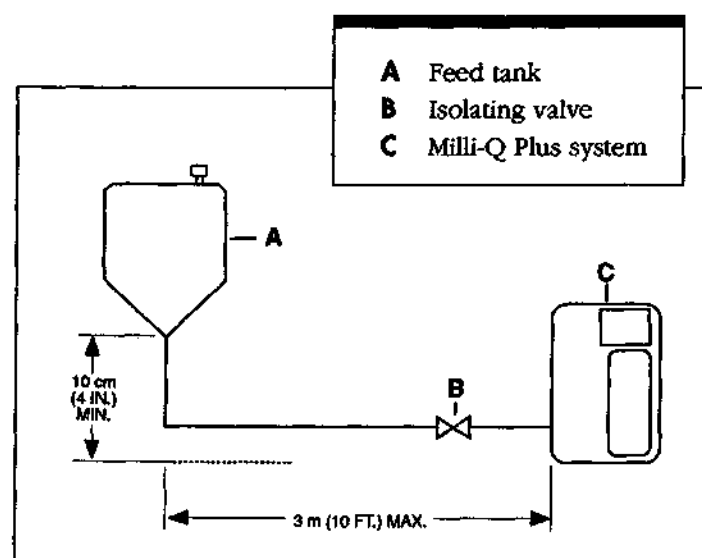 A Feed tank
B Isolating valve
C Milli-Q Plus system
A
C
10 cm
(4 IN.)
MIN.
B
3 m (10 FT.) MAX.